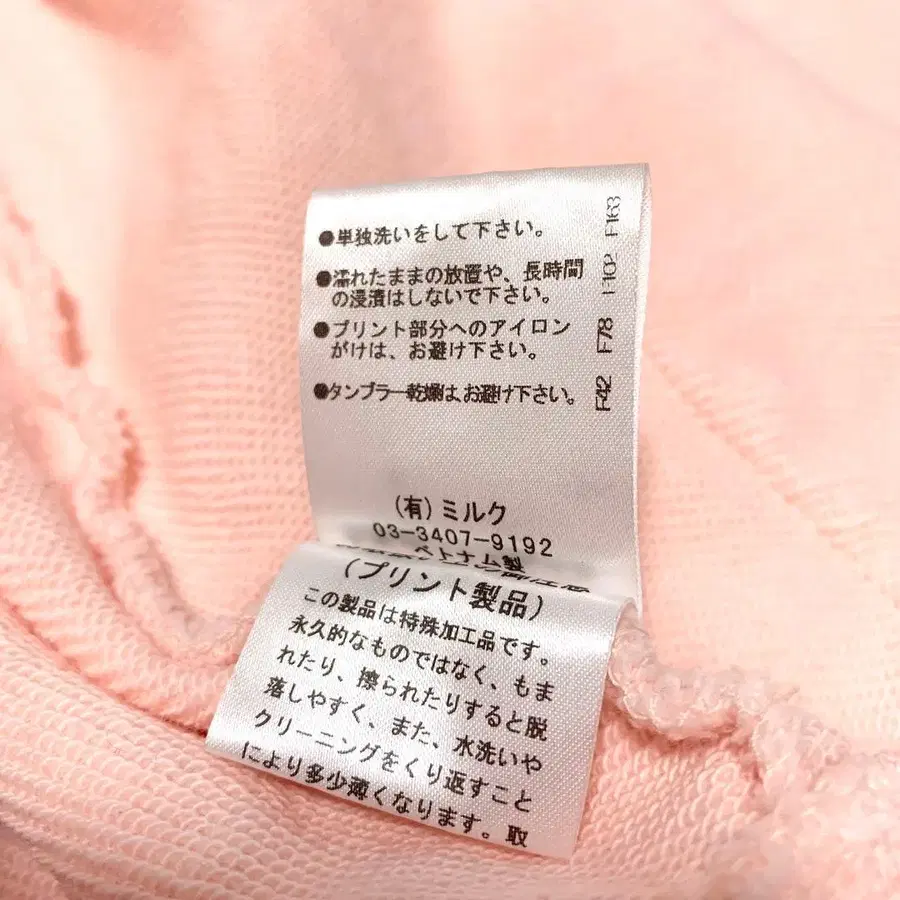 ●単独洗いをして下さい。
●濡れたままの放置や、長時間
の浸漬はしないで下さい。
●プリント部分へのアイロン
がけは、お避け下さい。
●タンブラー乾燥は、お避け下さい。
F42 F78 F102 F163
(有)ミルク
03-3407-9192
ベトナム製
(プリント製品)
この製品は特殊加工品です。
永久的なものではなく、もま
れたり、擦られたりすると脱
落しやすく、また、水洗いや
クリーニングをくり返すこと
により多少薄くなります。取